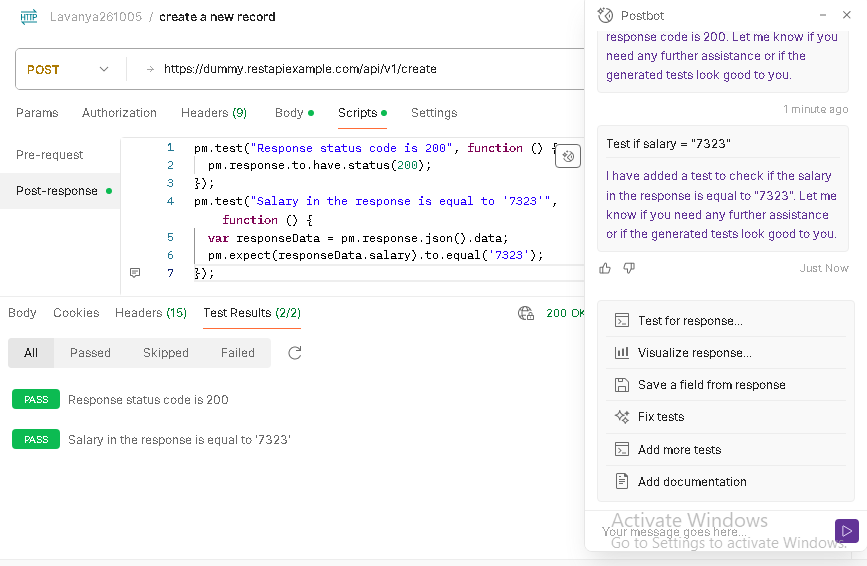 HTTP Lavanya261005 / create a new record
POST https://dummy.restapiexample.com/api/v1/create
Params Authorization Headers (9) Body Scripts Settings
Pre-request
Post-response
1 pm.test("Response status code is 200", function () {
2 pm.response.to.have.status(200);
3 });
4 pm.test("Salary in the response is equal to '7323'",
function () {
5 var responseData = pm.response.json().data;
6 pm.expect(responseData.salary).to.equal('7323');
7 });
Body Cookies Headers (15) Test Results (2/2) 200 OK
All Passed Skipped Failed
PASS Response status code is 200
PASS Salary in the response is equal to '7323'
Postbot
response code is 200. Let me know if you
need any further assistance or if the
generated tests look good to you.
1 minute ago
Test if salary = "7323"
I have added a test to check if the salary
in the response is equal to "7323". Let me
know if you need any further assistance
or if the generated tests look good to you.
Just Now
Test for response...
Visualize response...
Save a field from response
Fix tests
Add more tests
Add documentation
Your message goes here...
Activate Windows
Go to Settings to activate Windows.